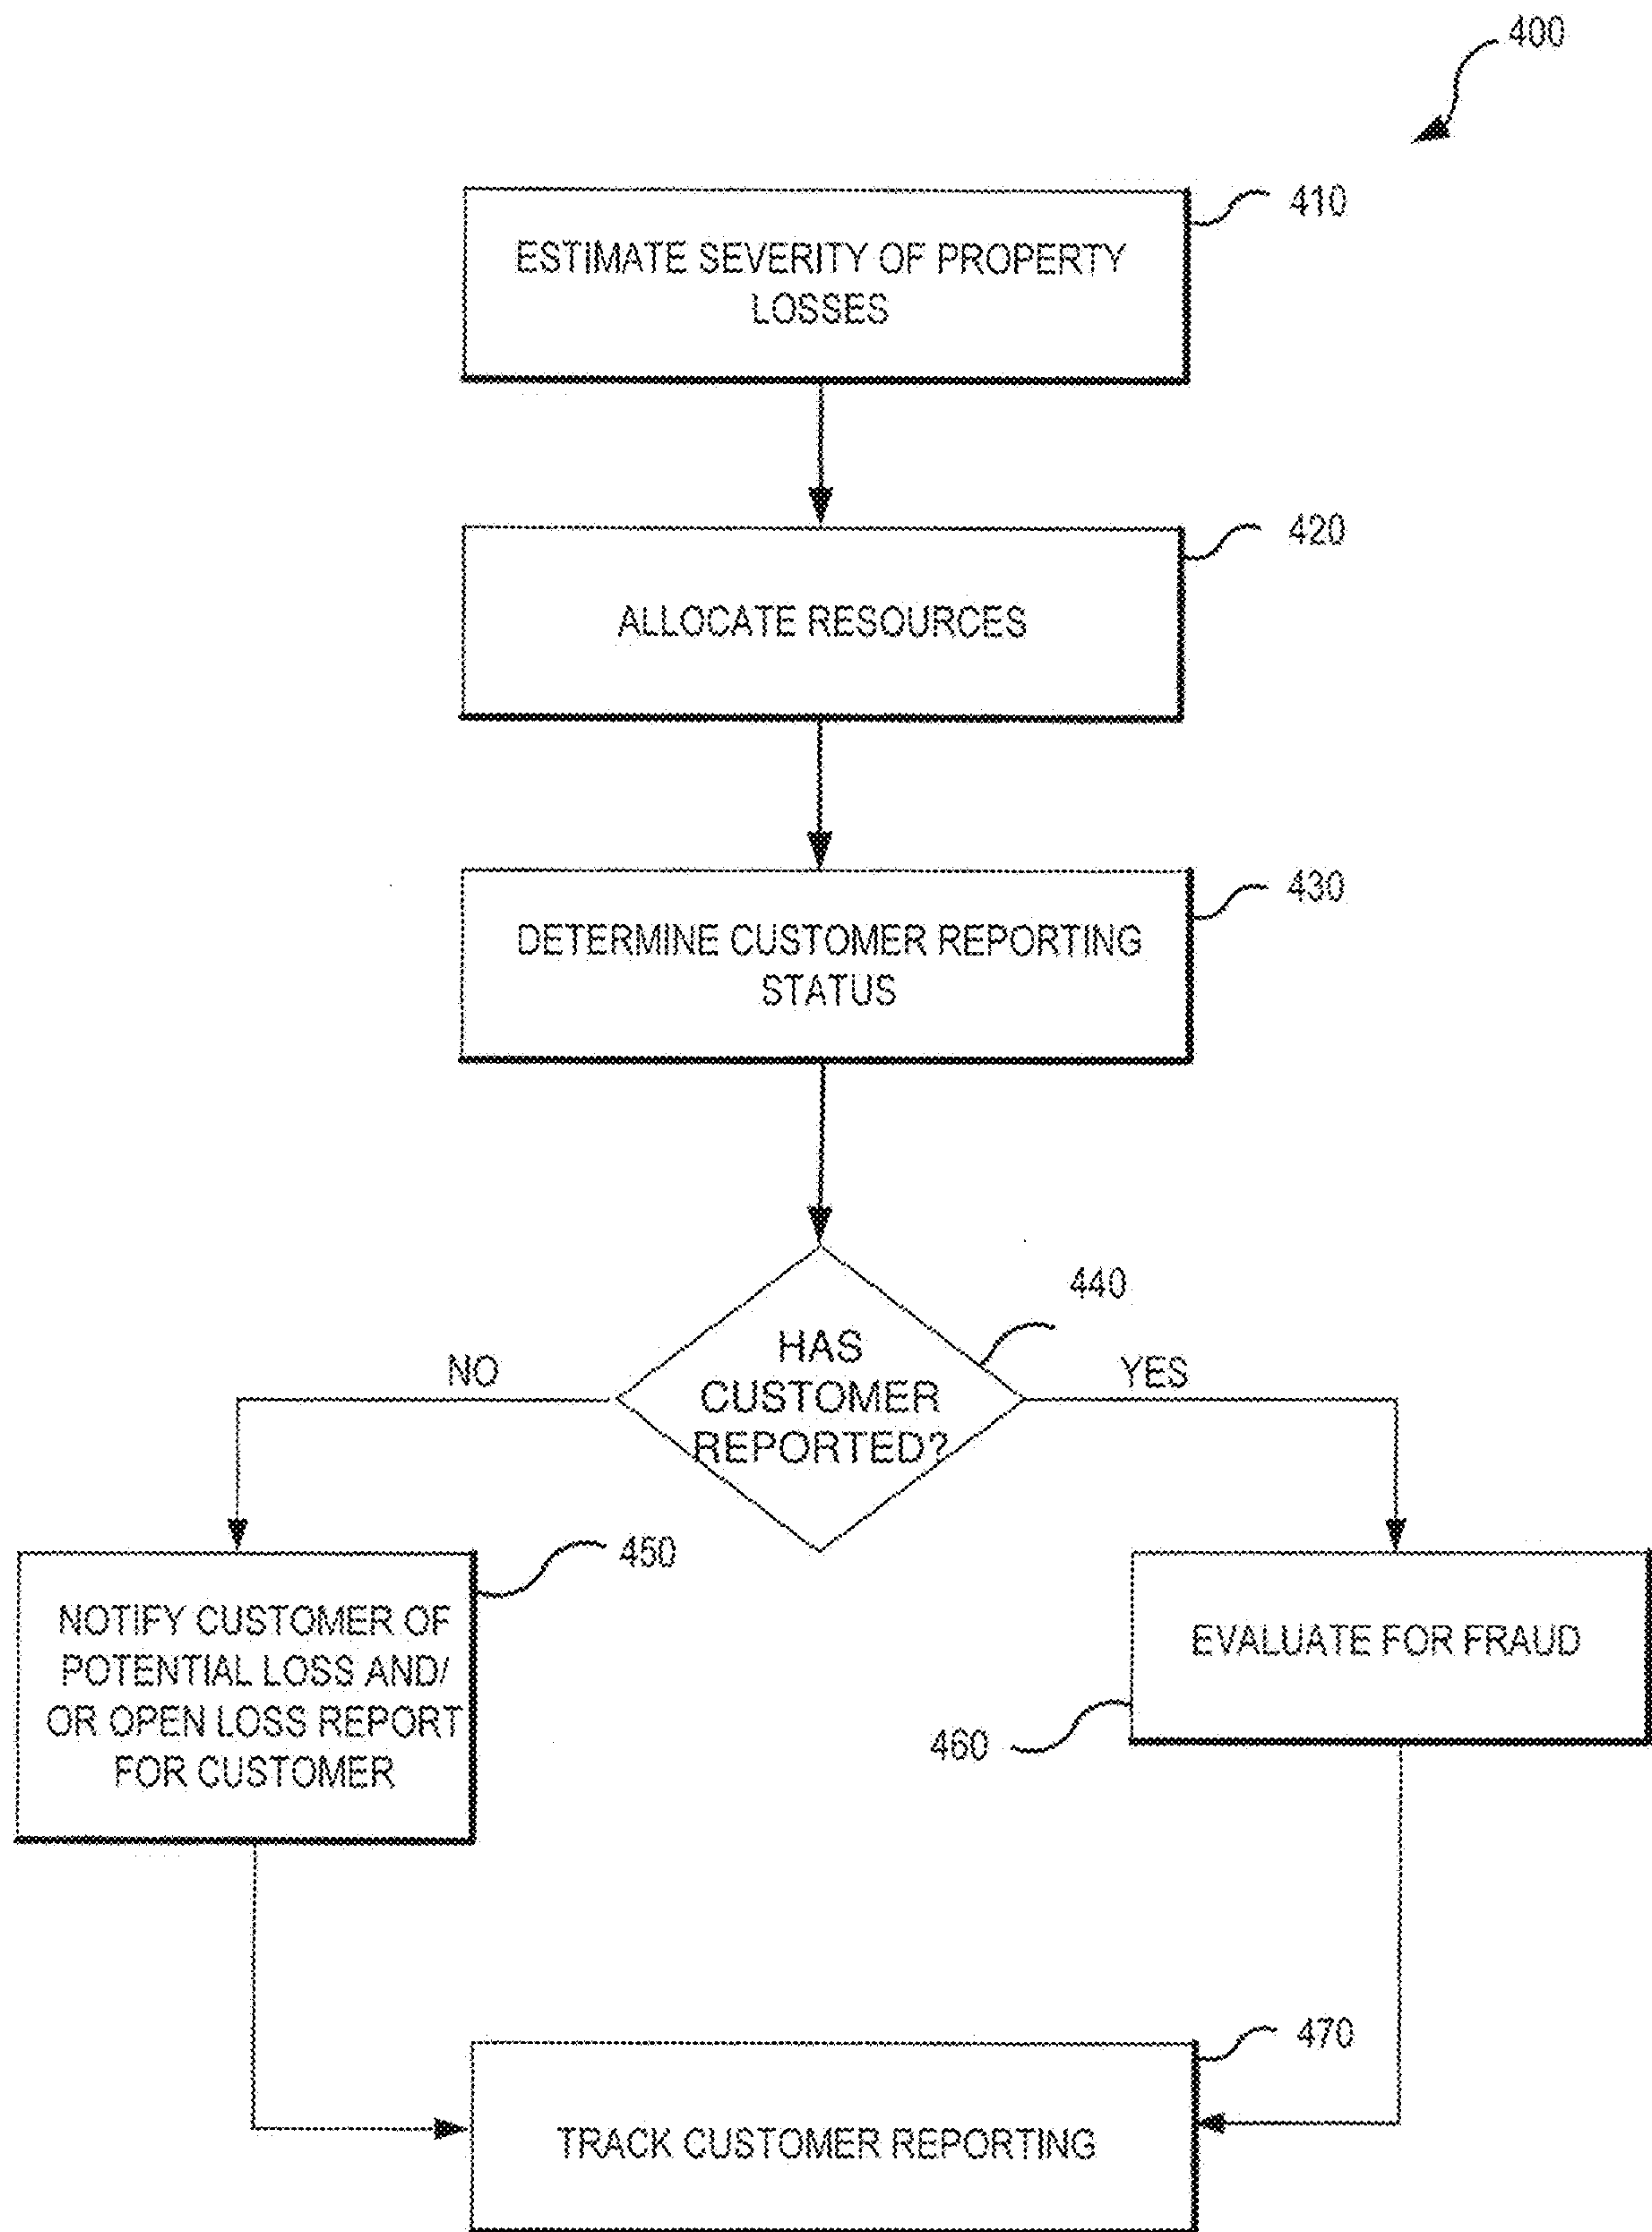 400
410
ESTIMATE SEVERITY OF PROPERTY
LOSSES
420
ALLOCATE RESOURCES
430
DETERMINE CUSTOMER REPORTING
STATUS
440
HAS
CUSTOMER
REPORTED?
NO
YES
450
NOTIFY CUSTOMER OF
POTENTIAL LOSS AND/
OR OPEN LOSS REPORT
FOR CUSTOMER
EVALUATE FOR FRAUD
460
470
TRACK CUSTOMER REPORTING